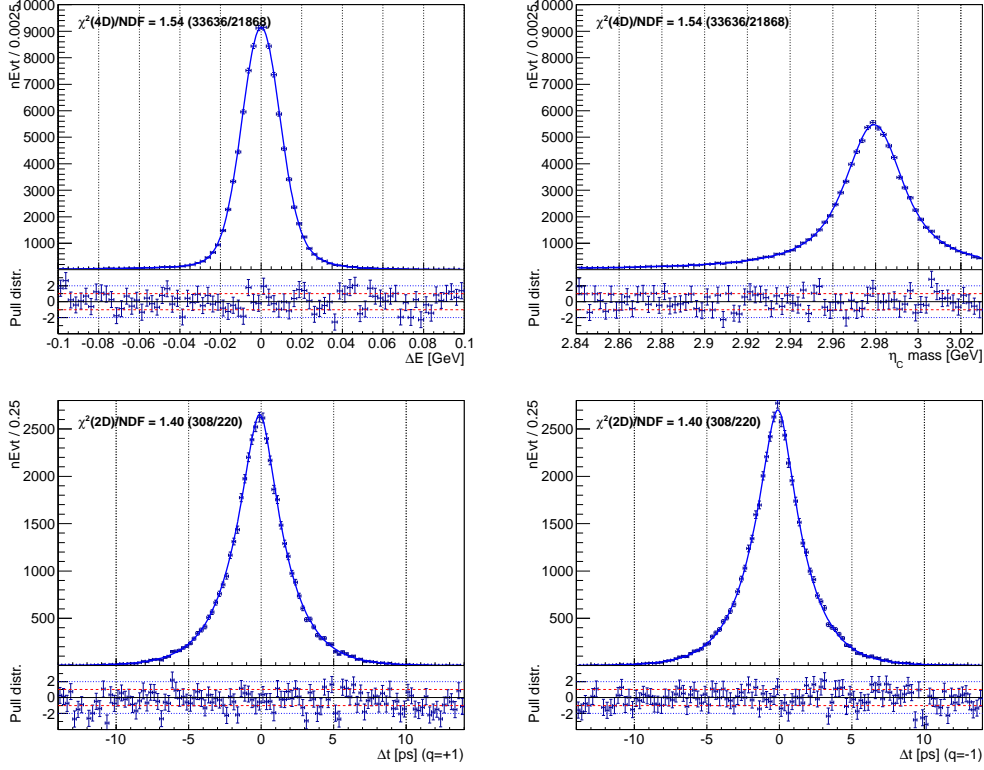 χ²(4D)/NDF = 1.54 (33636/21868)
nEvt / 0.0025
10000
9000
8000
7000
6000
5000
4000
3000
2000
1000
Pull distr.
2
0
-2
-0.1 -0.08 -0.06 -0.04 -0.02 0 0.02 0.04 0.06 0.08 0.1
ΔE [GeV]
χ²(4D)/NDF = 1.54 (33636/21868)
nEvt / 0.0025
10000
9000
8000
7000
6000
5000
4000
3000
2000
1000
Pull distr.
2
0
-2
2.84 2.86 2.88 2.9 2.92 2.94 2.96 2.98 3 3.02
η_C mass [GeV]
χ²(2D)/NDF = 1.40 (308/220)
nEvt / 0.25
2500
2000
1500
1000
500
Pull distr.
2
0
-2
-10 -5 0 5 10
Δt [ps] (q=+1)
χ²(2D)/NDF = 1.40 (308/220)
nEvt / 0.25
2500
2000
1500
1000
500
Pull distr.
2
0
-2
-10 -5 0 5 10
Δt [ps] (q=-1)